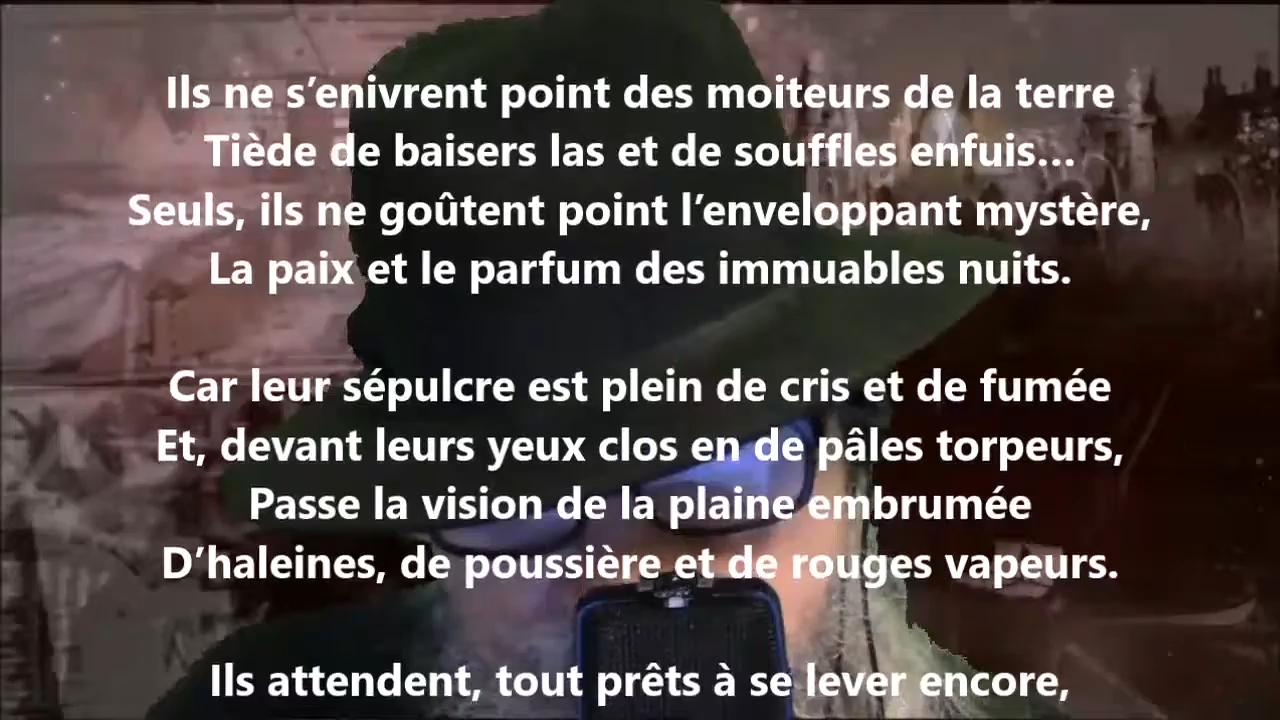 Ils ne s’enivrent point des moiteurs de la terre
Tiède de baisers las et de souffles enfuis...
Seuls, ils ne goûtent point l’enveloppant mystère,
La paix et le parfum des immuables nuits.
Car leur sépulcre est plein de cris et de fumée
Et, devant leurs yeux clos en de pâles torpeurs,
Passe la vision de la plaine embrumée
D’haleines, de poussière et de rouges vapeurs.
Ils attendent, tout prêts à se lever encore,